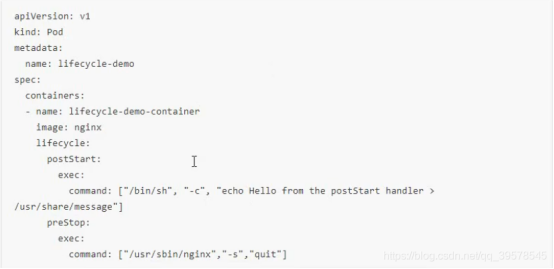 apiVersion: v1
kind: Pod
metadata:
  name: lifecycle-demo
spec:
  containers:
  - name: lifecycle-demo-container
    image: nginx
    lifecycle:
      postStart:
        exec:
          command: ["/bin/sh", "-c", "echo Hello from the postStart handler >
/usr/share/message"]
      preStop:
        exec:
          command: ["/usr/sbin/nginx","-s","quit"]
https://blog.csdn.net/qq_39578545